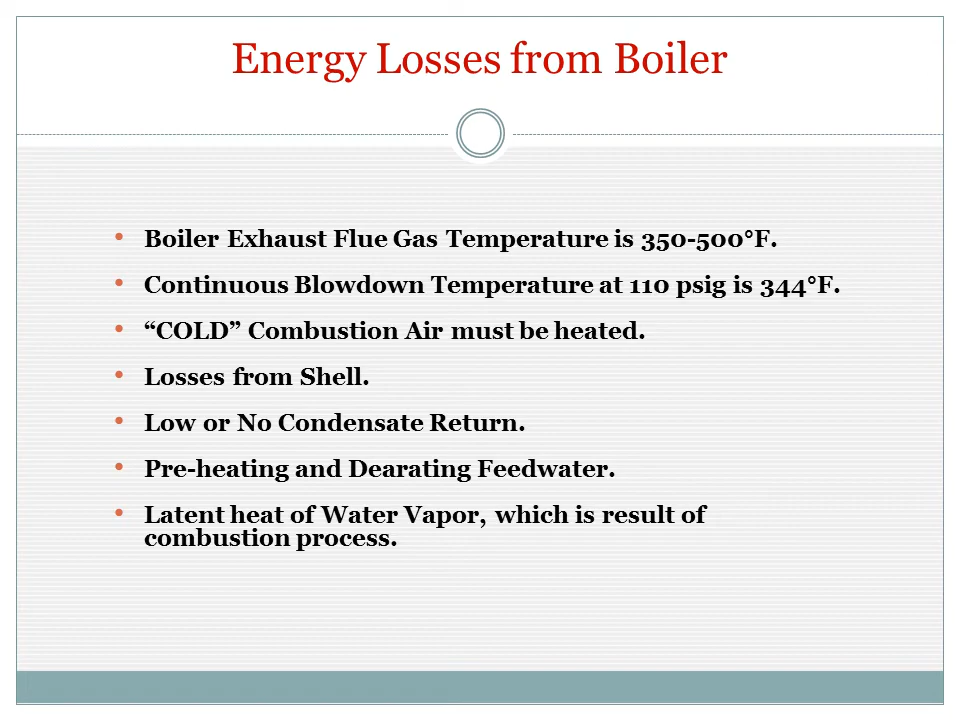 Energy Losses from Boiler
• Boiler Exhaust Flue Gas Temperature is 350-500°F.
• Continuous Blowdown Temperature at 110 psig is 344°F.
• “COLD” Combustion Air must be heated.
• Losses from Shell.
• Low or No Condensate Return.
• Pre-heating and Dearating Feedwater.
• Latent heat of Water Vapor, which is result of
combustion process.